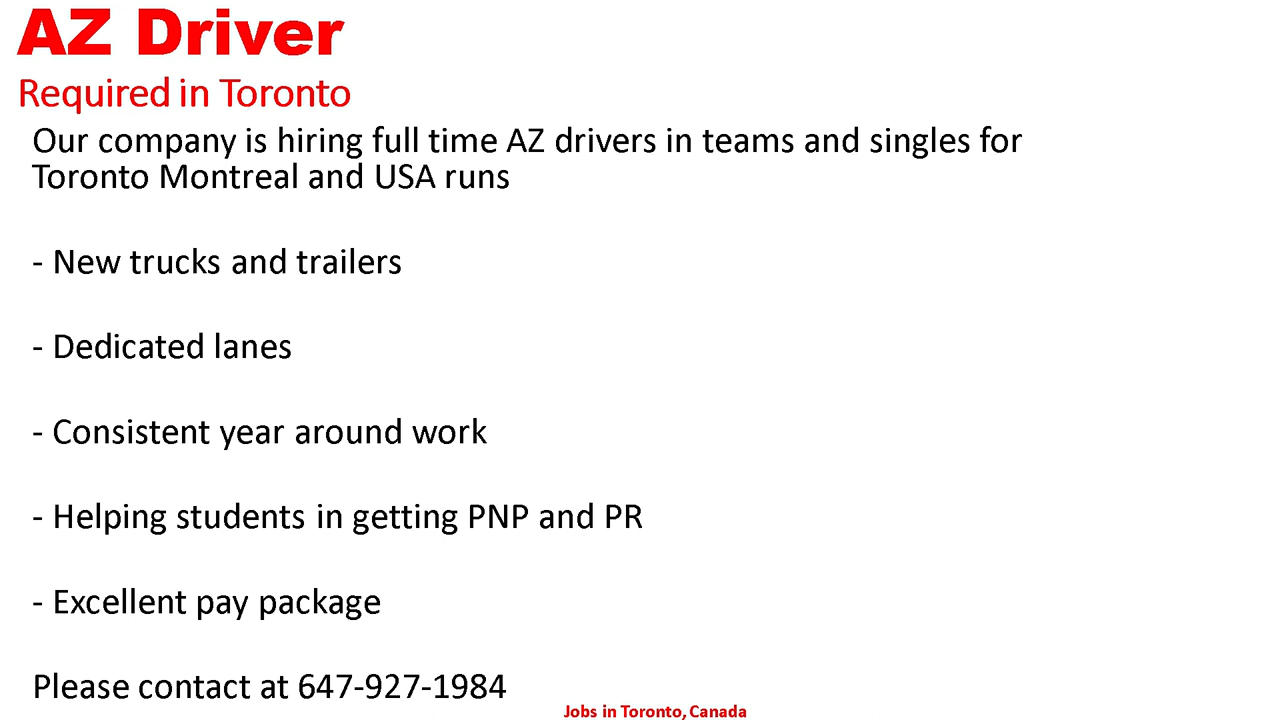 AZ Driver
Required in Toronto
Our company is hiring full time AZ drivers in teams and singles for
Toronto Montreal and USA runs
- New trucks and trailers
- Dedicated lanes
- Consistent year around work
- Helping students in getting PNP and PR
- Excellent pay package
Please contact at 647-927-1984
Jobs in Toronto, Canada